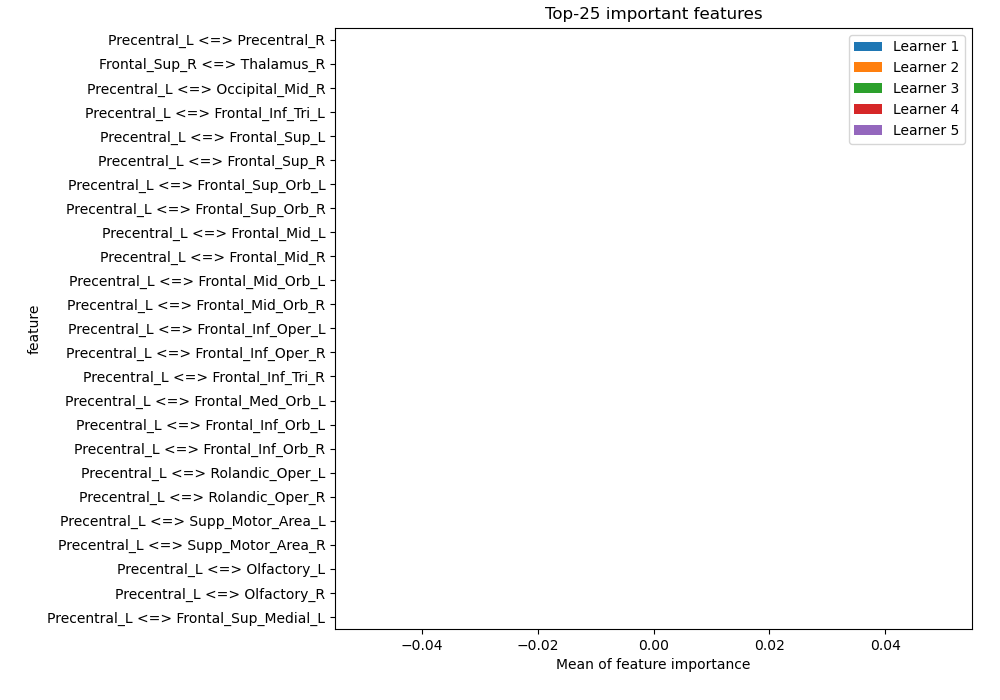 Top-25 important features
Precentral_L <=> Precentral_R
Frontal_Sup_R <=> Thalamus_R
Precentral_L <=> Occipital_Mid_R
Precentral_L <=> Frontal_Inf_Tri_L
Precentral_L <=> Frontal_Sup_L
Precentral_L <=> Frontal_Sup_R
Precentral_L <=> Frontal_Sup_Orb_L
Precentral_L <=> Frontal_Sup_Orb_R
Precentral_L <=> Frontal_Mid_L
Precentral_L <=> Frontal_Mid_R
Precentral_L <=> Frontal_Mid_Orb_L
Precentral_L <=> Frontal_Mid_Orb_R
Precentral_L <=> Frontal_Inf_Oper_L
Precentral_L <=> Frontal_Inf_Oper_R
Precentral_L <=> Frontal_Inf_Tri_R
Precentral_L <=> Frontal_Med_Orb_L
Precentral_L <=> Frontal_Inf_Orb_L
Precentral_L <=> Frontal_Inf_Orb_R
Precentral_L <=> Rolandic_Oper_L
Precentral_L <=> Rolandic_Oper_R
Precentral_L <=> Supp_Motor_Area_L
Precentral_L <=> Supp_Motor_Area_R
Precentral_L <=> Olfactory_L
Precentral_L <=> Olfactory_R
Precentral_L <=> Frontal_Sup_Medial_L
feature
Learner 1
Learner 2
Learner 3
Learner 4
Learner 5
−0.04 −0.02 0.00 0.02 0.04
Mean of feature importance